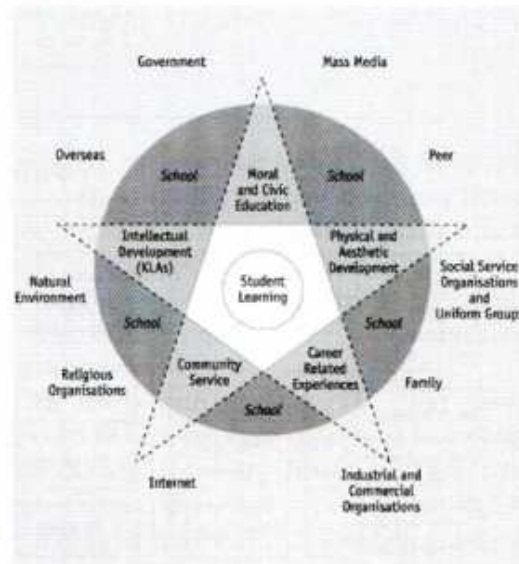 Government
Mass Media
Overseas
School
Moral
and Civic
Education
School
Peer
Intellectual
Development
(KLAs)
Physical and
Aesthetic
Development
Natural
Environment
Student
Learning
Social Service
Organisations
and
Uniform Group
School
School
Religious
Organisations
Community
Service
Career
Related
Experiences
Family
School
Internet
Industrial and
Commercial
Organisations